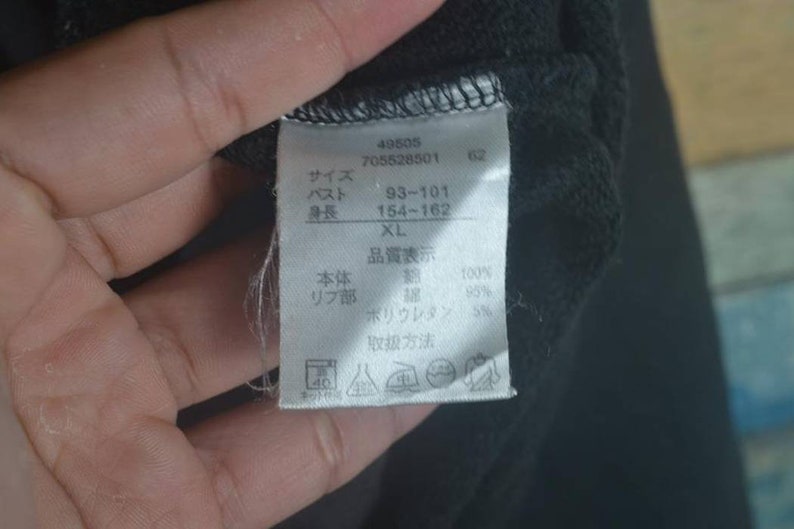 49505
705528501 62
サイズ
バスト 93~101
身長 154~162
XL
品質表示
本体 綿 100%
リブ部 綿 95%
ポリウレタン 5%
取扱方法
40